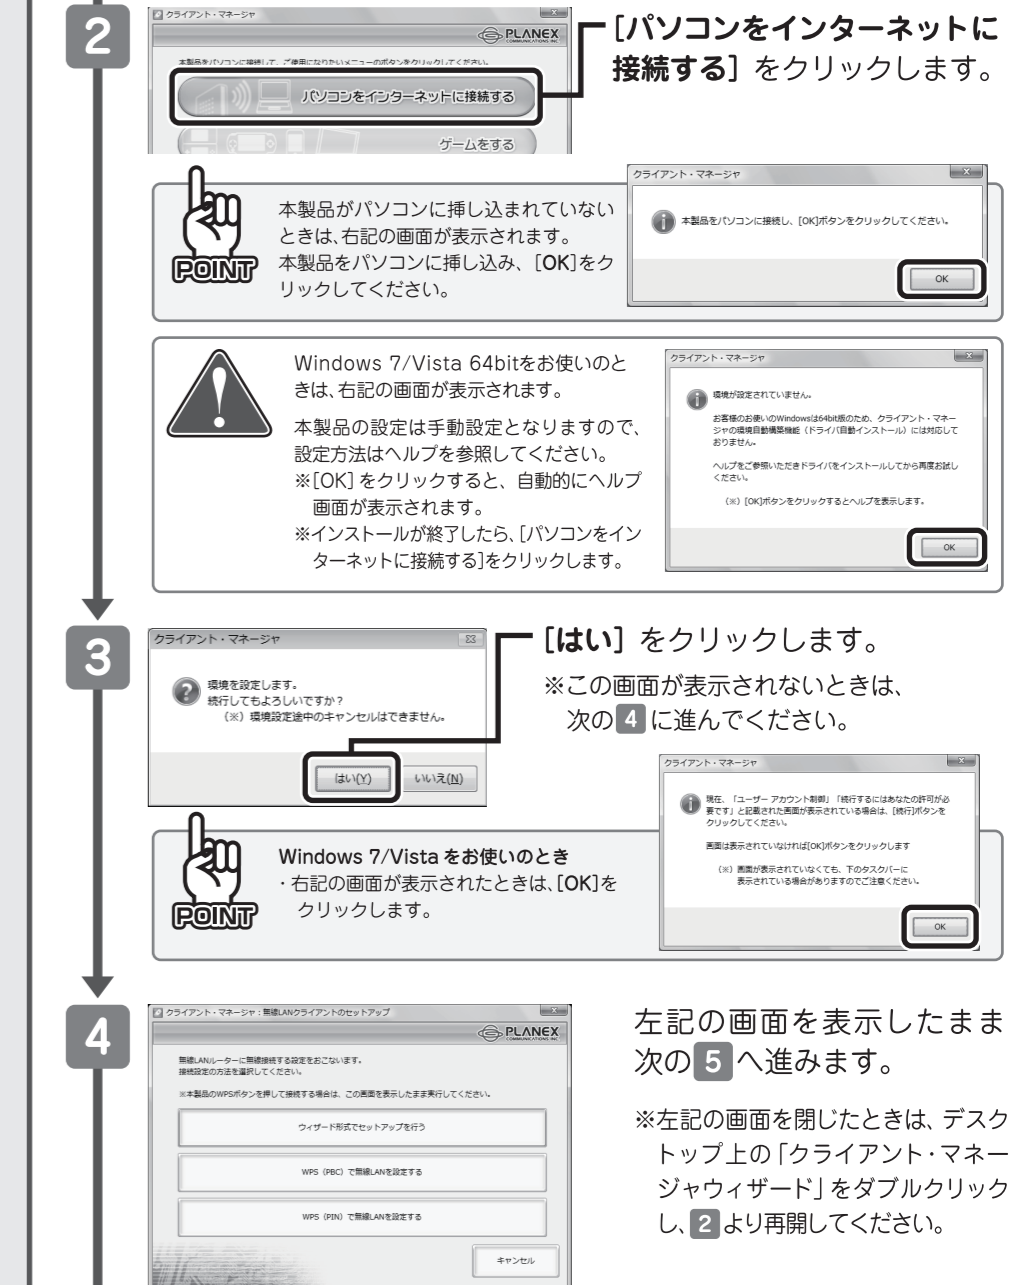 2
クライアント・マネージャ
PLANEX
COMMUNICATIONS INC.
本製品をパソコンに接続して、ご使用になりたいメニューのボタンをクリックしてください。
パソコンをインターネットに接続する
ゲームをする
[パソコンをインターネットに
接続する] をクリックします。
POINT
本製品がパソコンに挿し込まれていない
ときは、右記の画面が表示されます。
本製品をパソコンに挿し込み、[OK]をク
リックしてください。
クライアント・マネージャ
本製品をパソコンに接続し、[OK]ボタンをクリックしてください。
OK
Windows 7/Vista 64bitをお使いのと
きは、右記の画面が表示されます。
本製品の設定は手動設定となりますので、
設定方法はヘルプを参照してください。
※[OK]をクリックすると、自動的にヘルプ
画面が表示されます。
※インストールが終了したら、[パソコンをイン
ターネットに接続する]をクリックします。
クライアント・マネージャ
環境が設定されていません。
お客様のお使いのWindowsは64bit版のため、クライアント・マネー
ジャの環境自動構築機能（ドライバ自動インストール）には対応して
おりません。
ヘルプをご参照いただきドライバをインストールしてから再度お試し
ください。
（※）[OK]ボタンをクリックするとヘルプを表示します。
OK
3
クライアント・マネージャ
環境を設定します。
続行してもよろしいですか？
（※）環境設定途中のキャンセルはできません。
はい(Y)
いいえ(N)
[はい] をクリックします。
※この画面が表示されないときは、
次の 4 に進んでください。
POINT
Windows 7/Vista をお使いのとき
・右記の画面が表示されたときは、[OK]を
クリックします。
クライアント・マネージャ
現在、「ユーザー アカウント制御」「続行するにはあなたの許可が必
要です」と記載された画面が表示されている場合は、[続行]ボタンを
クリックしてください。
画面は表示されていなければ[OK]ボタンをクリックします
（※）画面が表示されていなくても、下のタスクバーに
表示されている場合がありますのでご注意ください。
OK
4
クライアント・マネージャ：無線LANクライアントのセットアップ
PLANEX
COMMUNICATIONS INC.
無線LANルーターに無線接続する設定をおこないます。
接続設定の方法を選択してください。
※本製品のWPSボタンを押して接続する場合は、この画面を表示したまま実行してください。
ウィザード形式でセットアップを行う
WPS（PBC）で無線LANを設定する
WPS（PIN）で無線LANを設定する
キャンセル
左記の画面を表示したまま
次の 5 へ進みます。
※左記の画面を閉じたときは、デスク
トップ上の「クライアント・マネー
ジャウィザード」をダブルクリック
し、2 より再開してください。